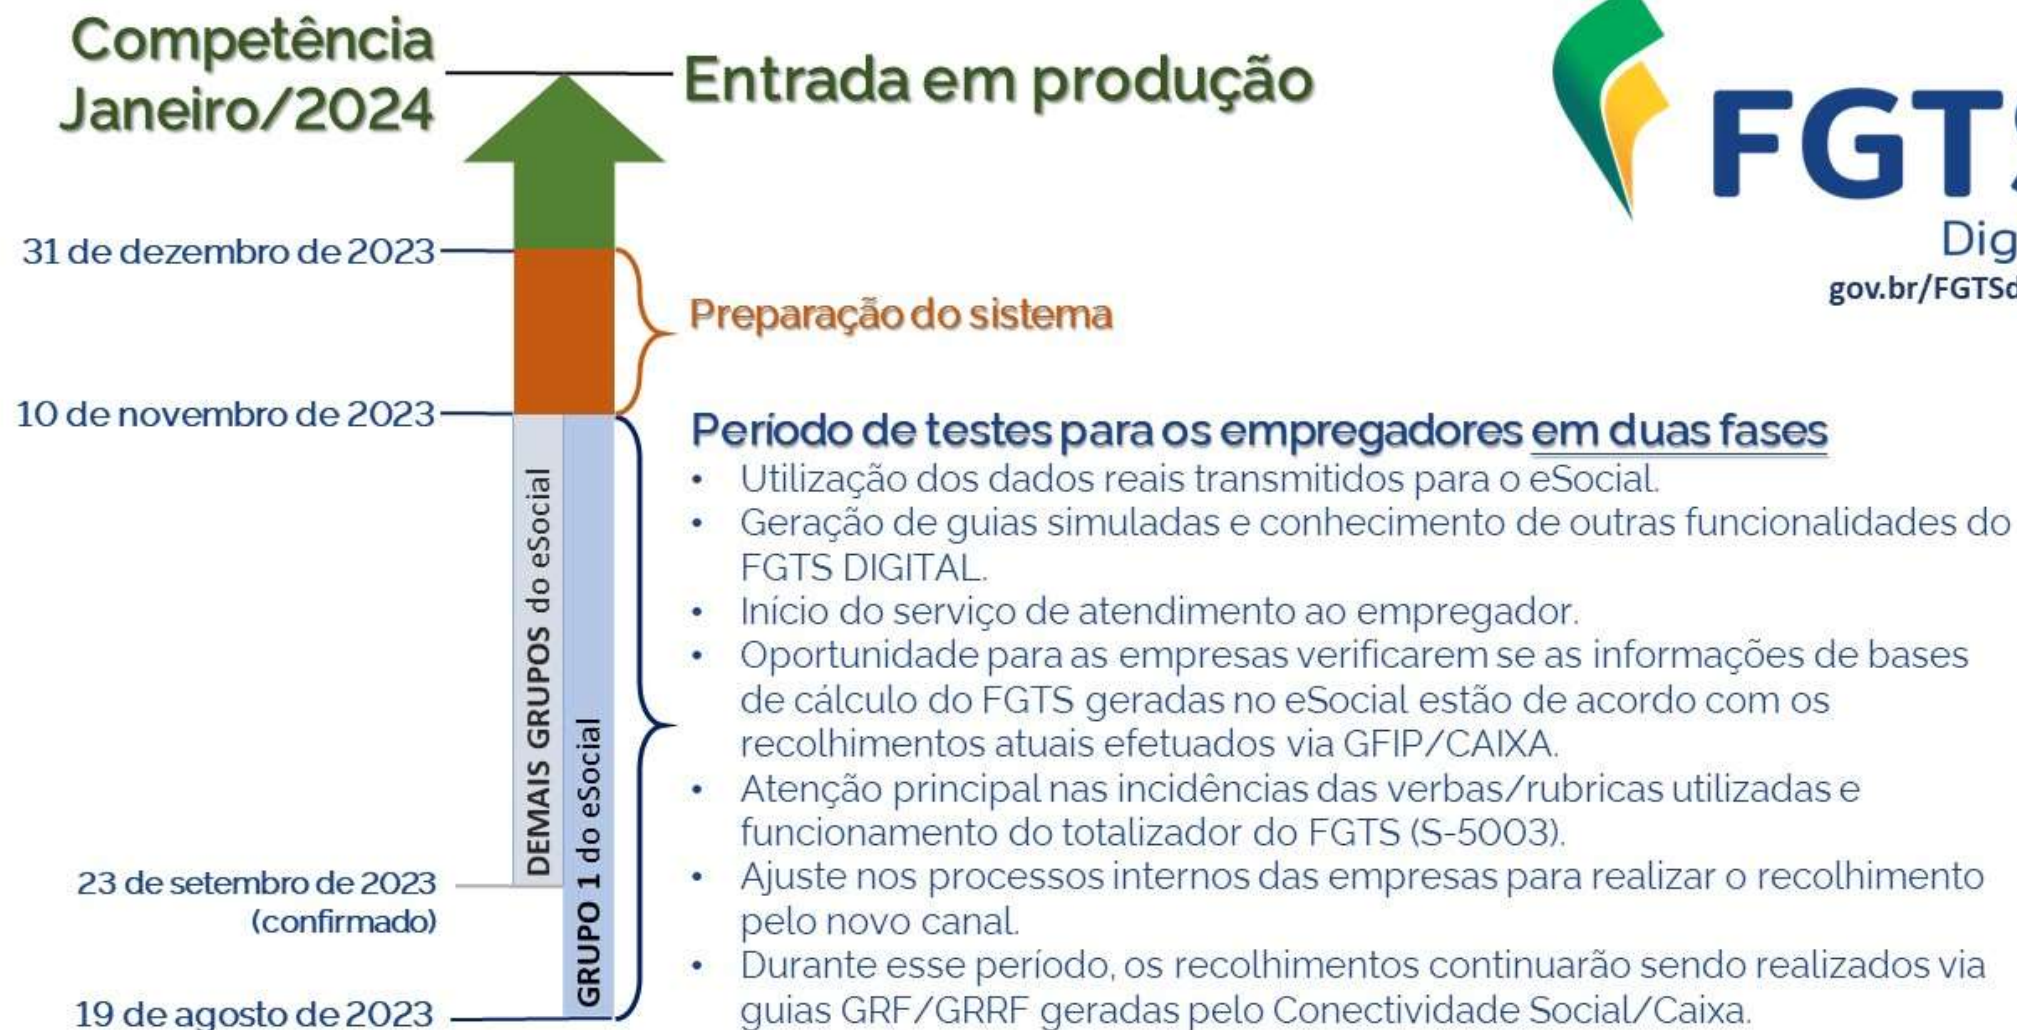 Competência
Janeiro/2024
Entrada em produção
FGTS
Dig
gov.br/FGTSd
31 de dezembro de 2023
Preparação do sistema
10 de novembro de 2023
Período de testes para os empregadores em duas fases
• Utilização dos dados reais transmitidos para o eSocial.
• Geração de guias simuladas e conhecimento de outras funcionalidades do
FGTS DIGITAL.
• Início do serviço de atendimento ao empregador.
• Oportunidade para as empresas verificarem se as informações de bases
de cálculo do FGTS geradas no eSocial estão de acordo com os
recolhimentos atuais efetuados via GFIP/CAIXA.
• Atenção principal nas incidências das verbas/rubricas utilizadas e
funcionamento do totalizador do FGTS (S-5003).
• Ajuste nos processos internos das empresas para realizar o recolhimento
pelo novo canal.
• Durante esse período, os recolhimentos continuarão sendo realizados via
guias GRF/GRRF geradas pelo Conectividade Social/Caixa.
DEMAIS GRUPOS do eSocial
GRUPO 1 do eSocial
23 de setembro de 2023
(confirmado)
19 de agosto de 2023